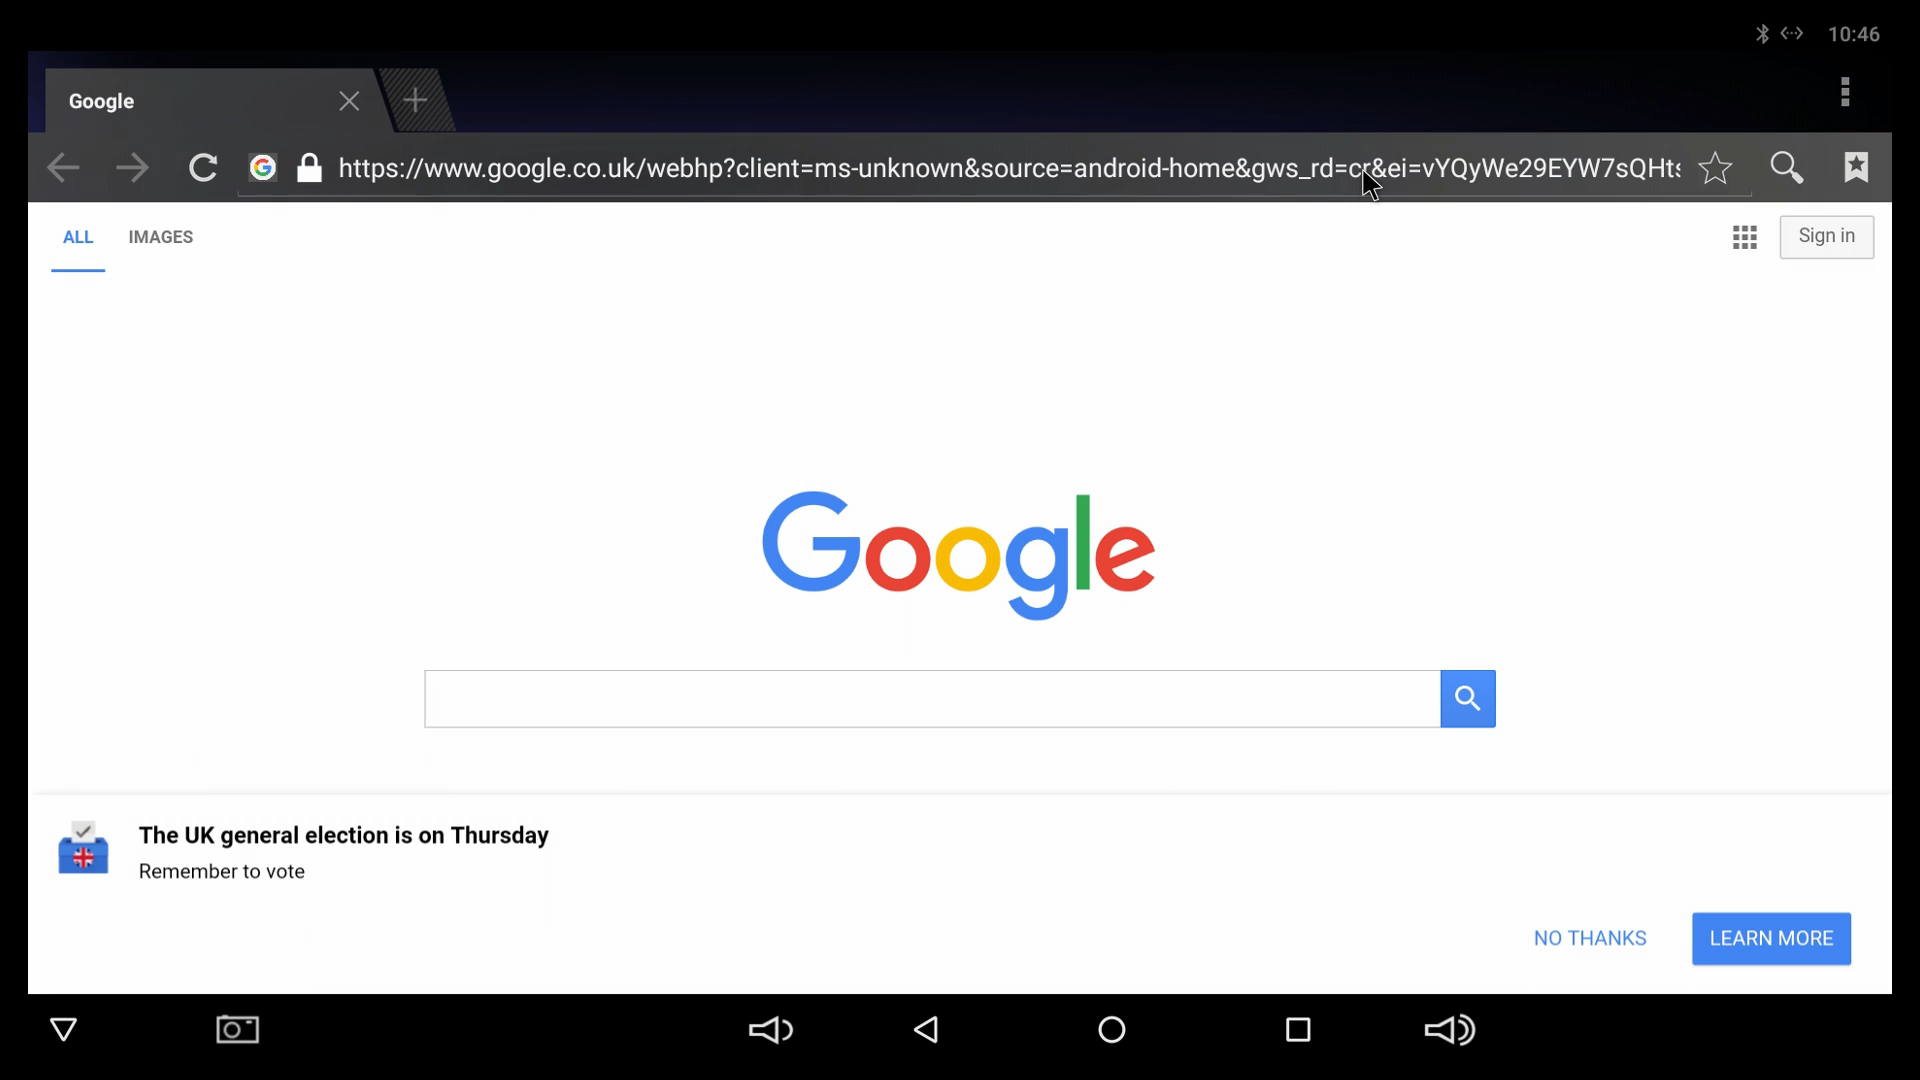 10:46
Google
https://www.google.co.uk/webhp?client=ms-unknown&source=android-home&gws_rd=cr&ei=vYQyWe29EYW7sQHts
ALL IMAGES
Sign in
Google
The UK general election is on Thursday
Remember to vote
NO THANKS
LEARN MORE